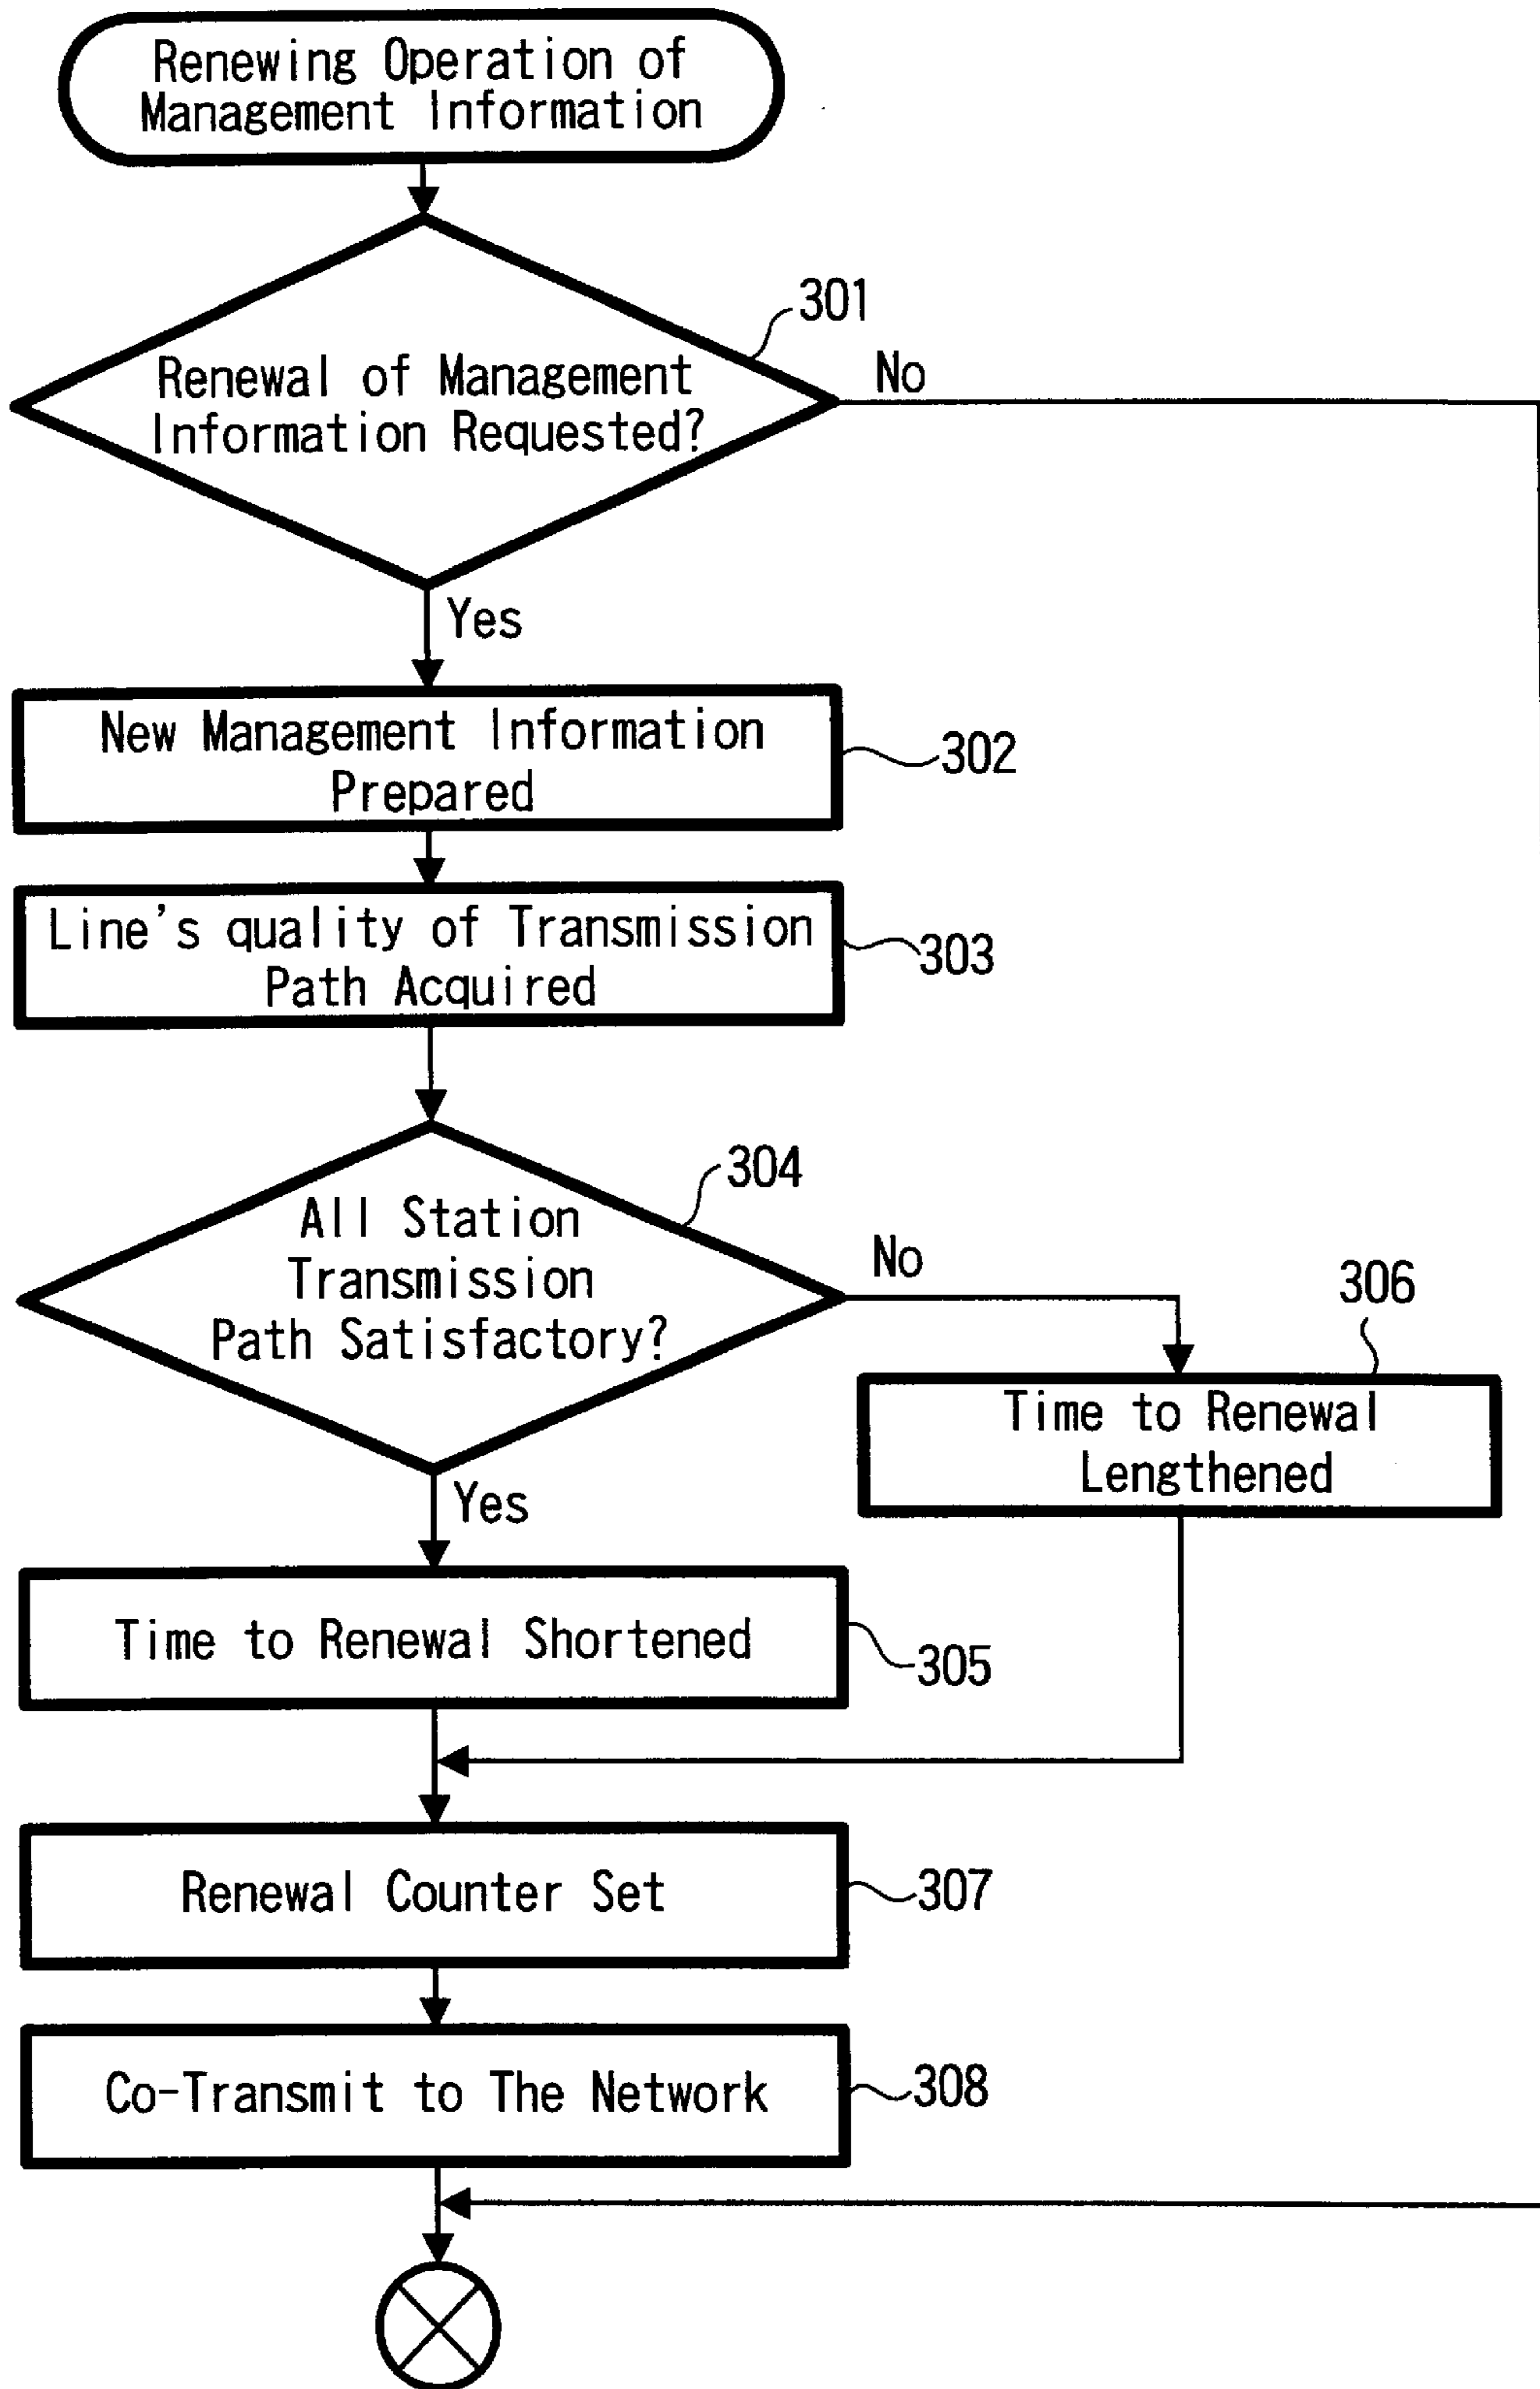 Renewing Operation of
Management Information
301
Renewal of Management
Information Requested?
No
Yes
New Management Information
Prepared
302
Line's quality of Transmission
Path Acquired
303
304
All Station
Transmission
Path Satisfactory?
No
306
Time to Renewal
Lengthened
Yes
Time to Renewal Shortened
305
Renewal Counter Set
307
Co-Transmit to The Network
308